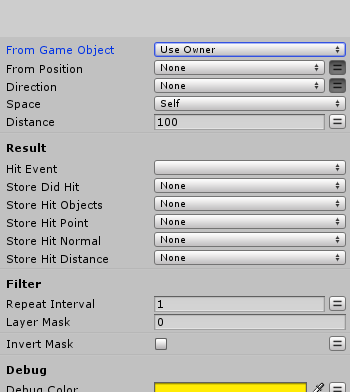 From Game Object Use Owner
From Position None =
Direction None =
Space Self
Distance 100 =
Result
Hit Event
Store Did Hit None
Store Hit Objects None
Store Hit Point None
Store Hit Normal None
Store Hit Distance None
Filter
Repeat Interval 1 =
Layer Mask 0
Invert Mask =
Debug
Debug Color